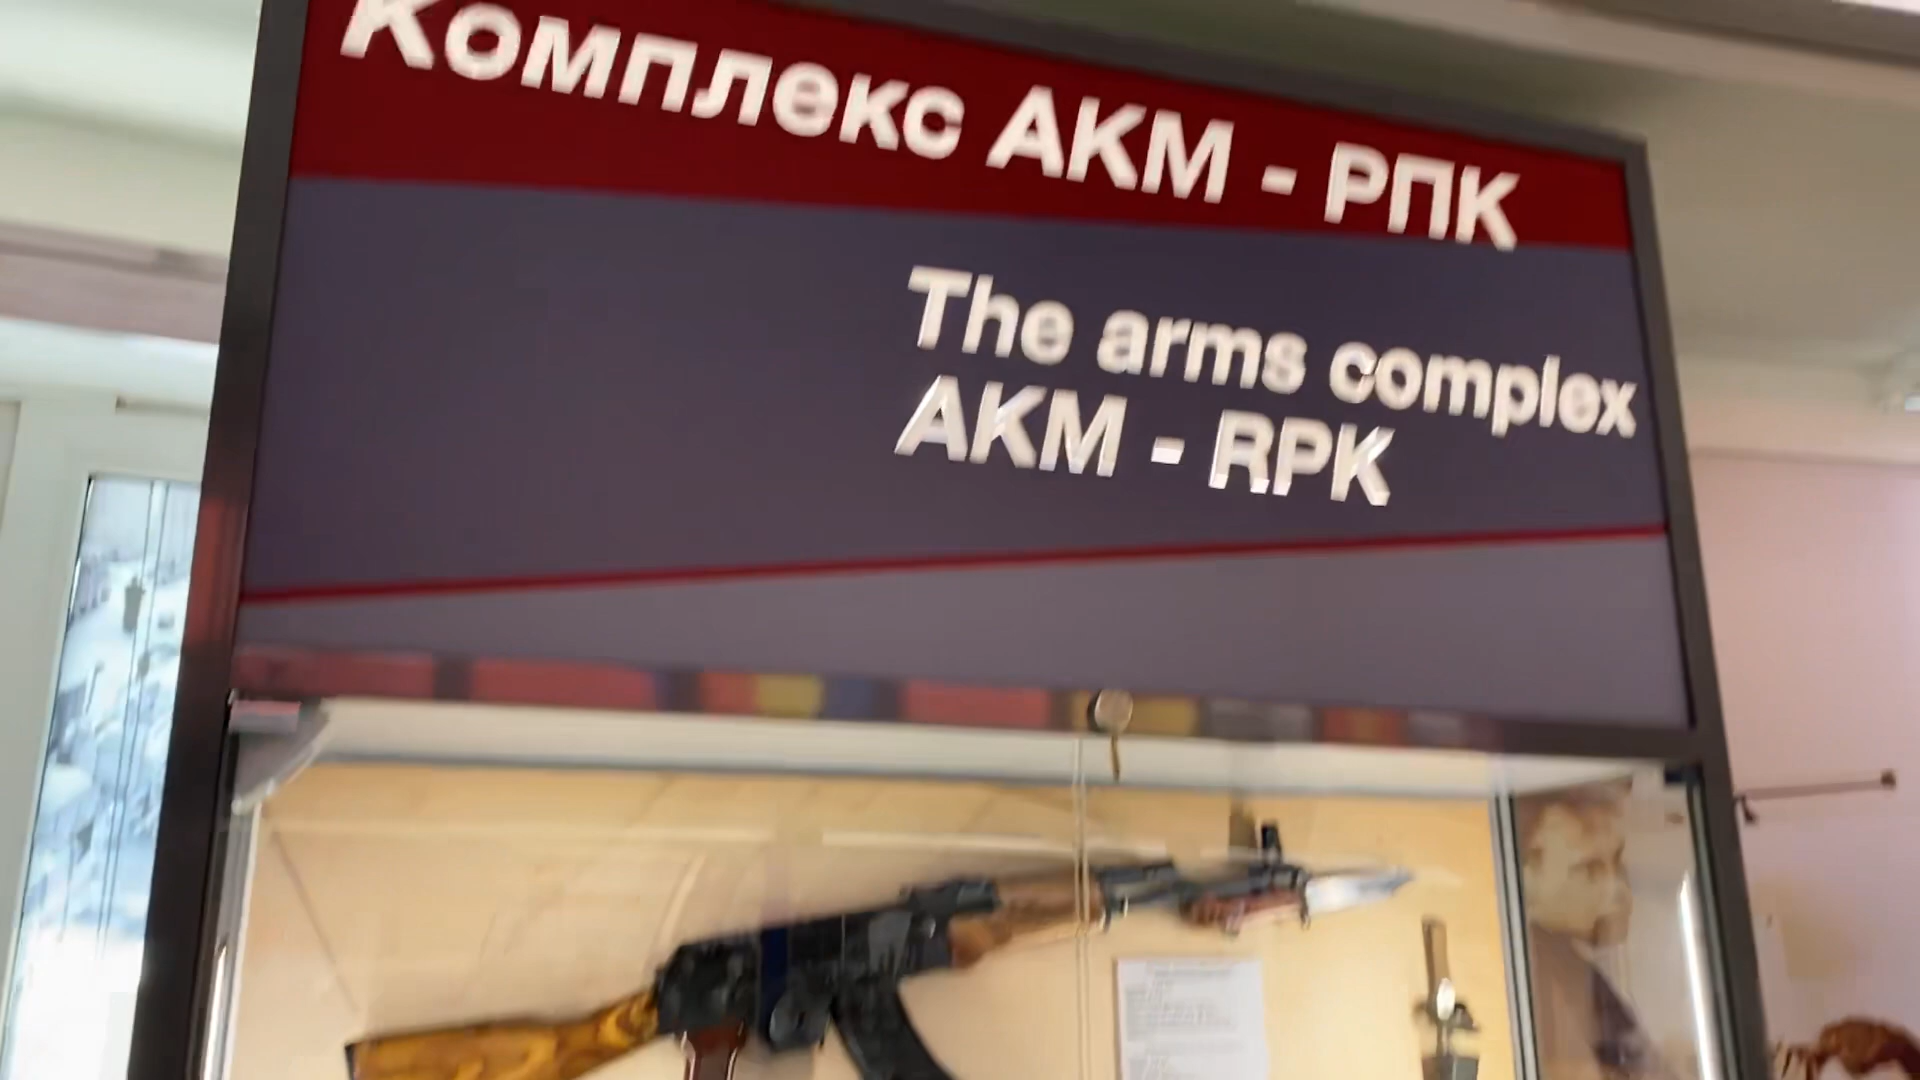 Комплекс АКМ - РПК
The arms complex
AKM - RPK